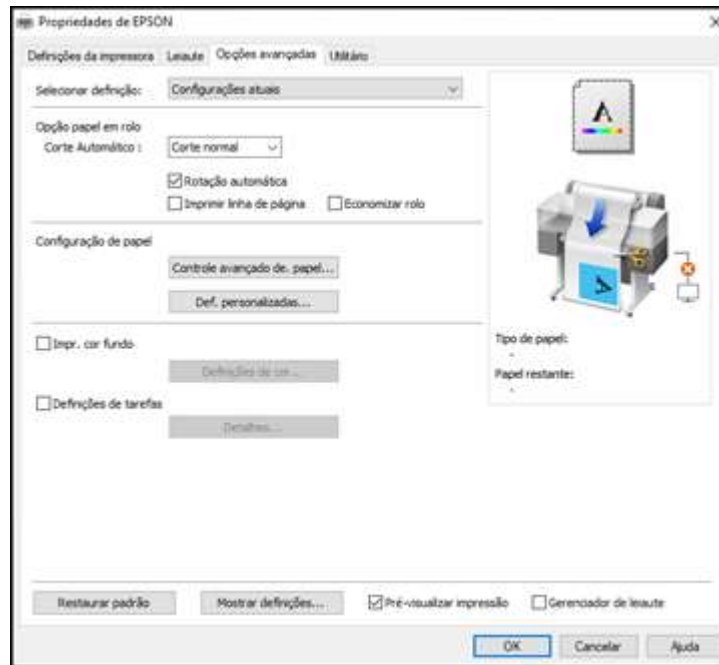 Propriedades de EPSON
Definições da impressora Leiaute Opções avançadas Utilitário
Selecionar definição: Configurações atuais
Opção papel em rolo
Corte Automático : Corte normal
Rotação automática
Imprimir linha de página Economizar rolo
Configuração de papel
Controle avançado de. papel...
Def. personalizadas...
Impr. cor fundo
Definições de cor...
Definições de tarefas
Detalhes...
A
A
Tipo de papel:
-
Papel restante:
-
Restaurar padrão Mostrar definições... Pré-visualizar impressão Gerenciador de leiaute
OK Cancelar Ajuda